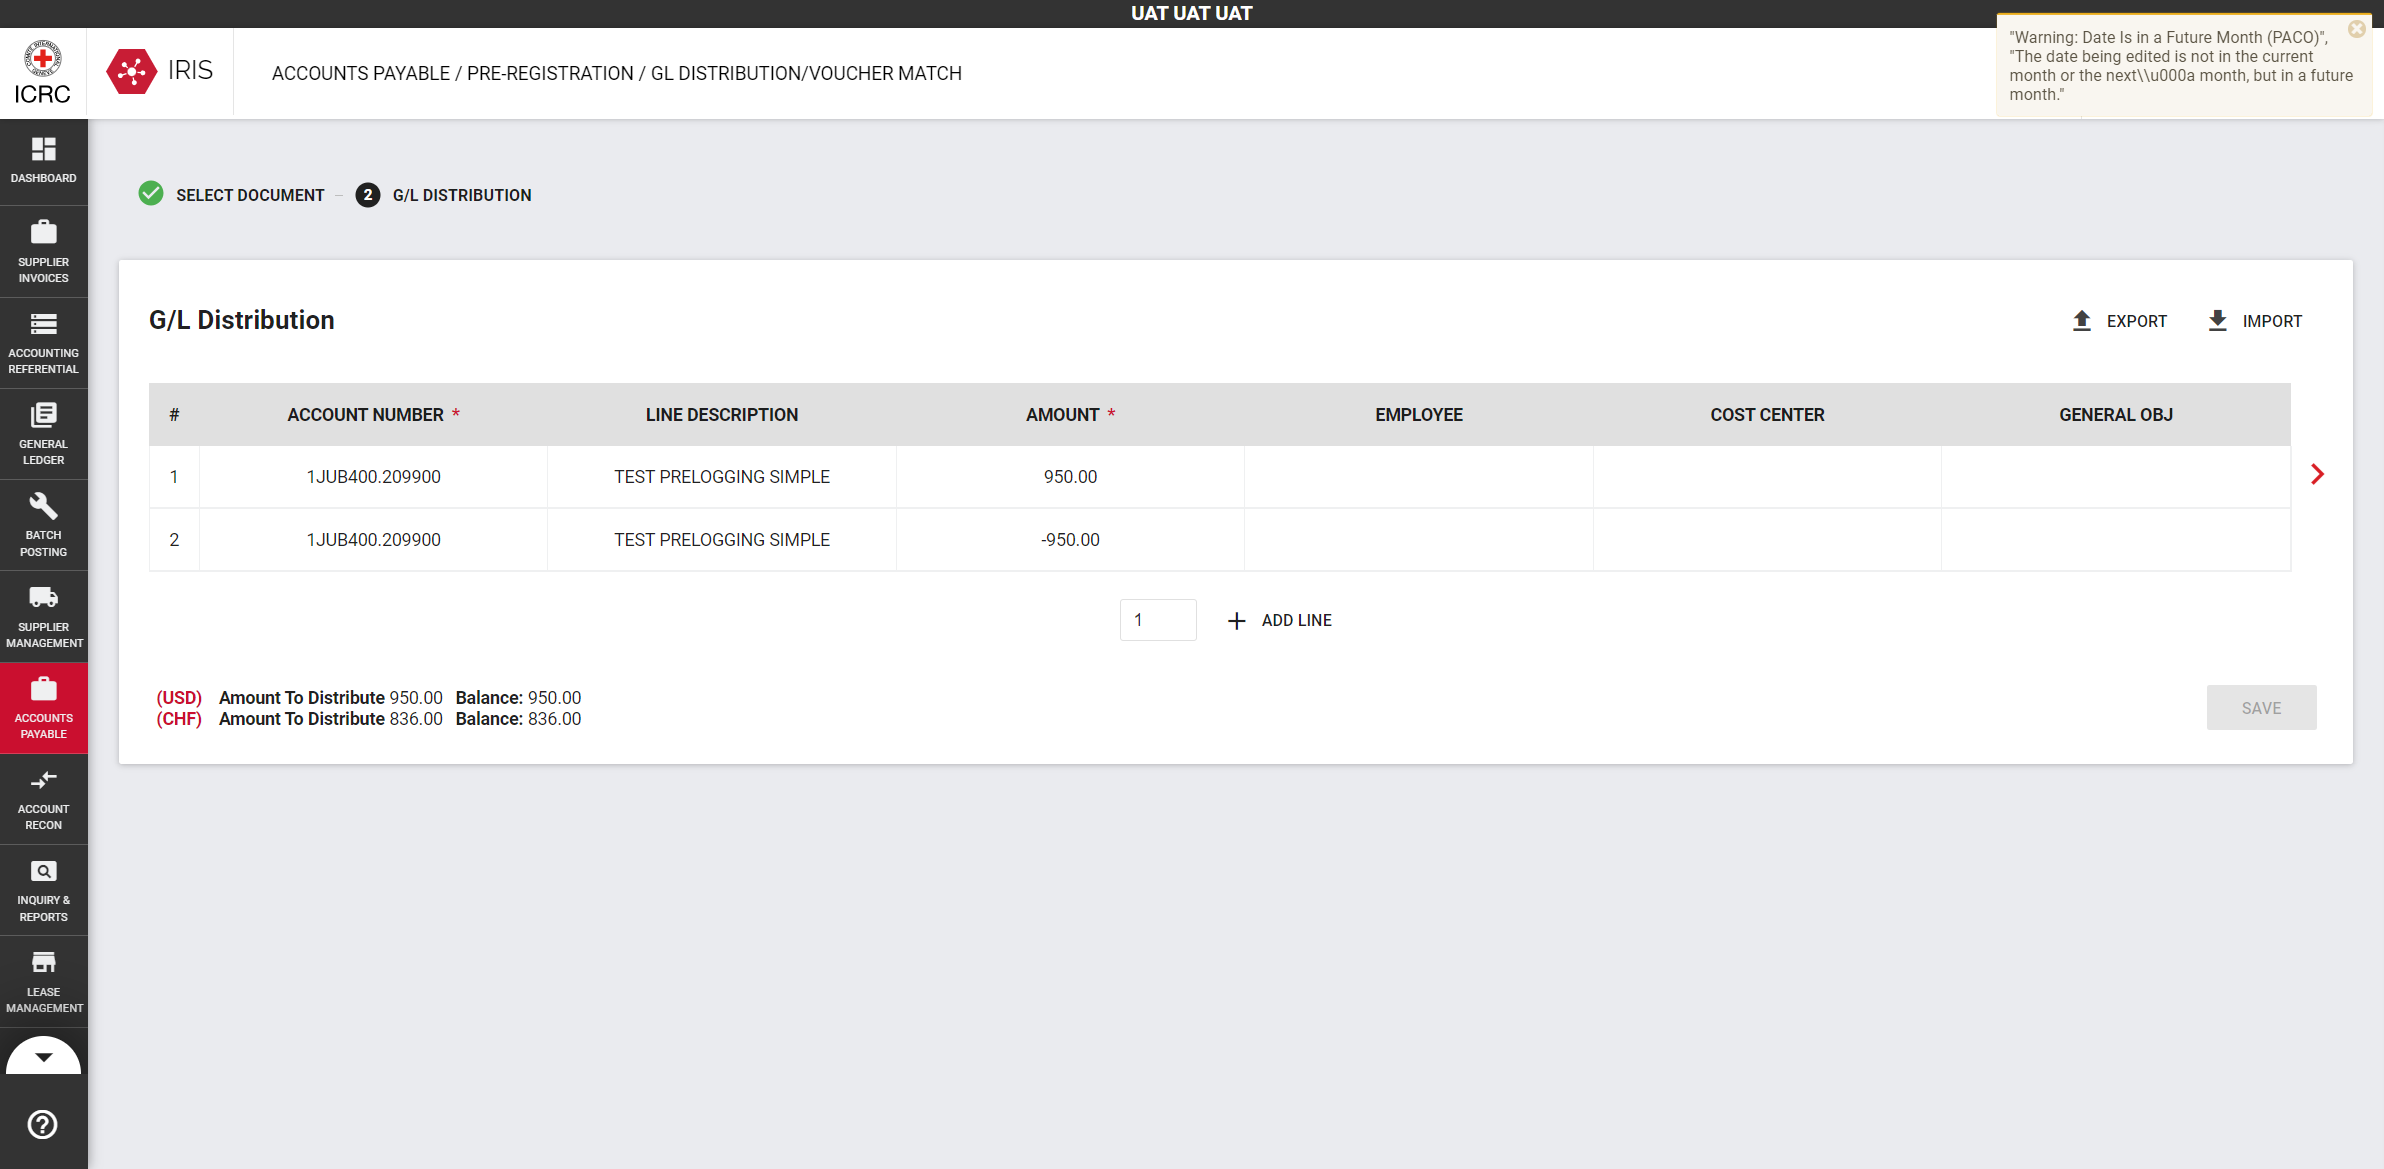 UAT UAT UAT
"Warning: Date Is in a Future Month (PACO)",
"The date being edited is not in the current
month or the next\\u000a month, but in a future
month."
COMITE INTERNATIONAL
GENEVE
ICRC
IRIS
ACCOUNTS PAYABLE / PRE-REGISTRATION / GL DISTRIBUTION/VOUCHER MATCH
DASHBOARD
SUPPLIER
INVOICES
ACCOUNTING
REFERENTIAL
GENERAL
LEDGER
BATCH
POSTING
SUPPLIER
MANAGEMENT
ACCOUNTS
PAYABLE
ACCOUNT
RECON
INQUIRY &
REPORTS
LEASE
MANAGEMENT
SELECT DOCUMENT
2 G/L DISTRIBUTION
G/L Distribution
EXPORT
IMPORT
# ACCOUNT NUMBER * LINE DESCRIPTION AMOUNT * EMPLOYEE COST CENTER GENERAL OBJ
1 1JUB400.209900 TEST PRELOGGING SIMPLE 950.00
2 1JUB400.209900 TEST PRELOGGING SIMPLE -950.00
1 + ADD LINE
(USD) Amount To Distribute 950.00 Balance: 950.00
(CHF) Amount To Distribute 836.00 Balance: 836.00
SAVE